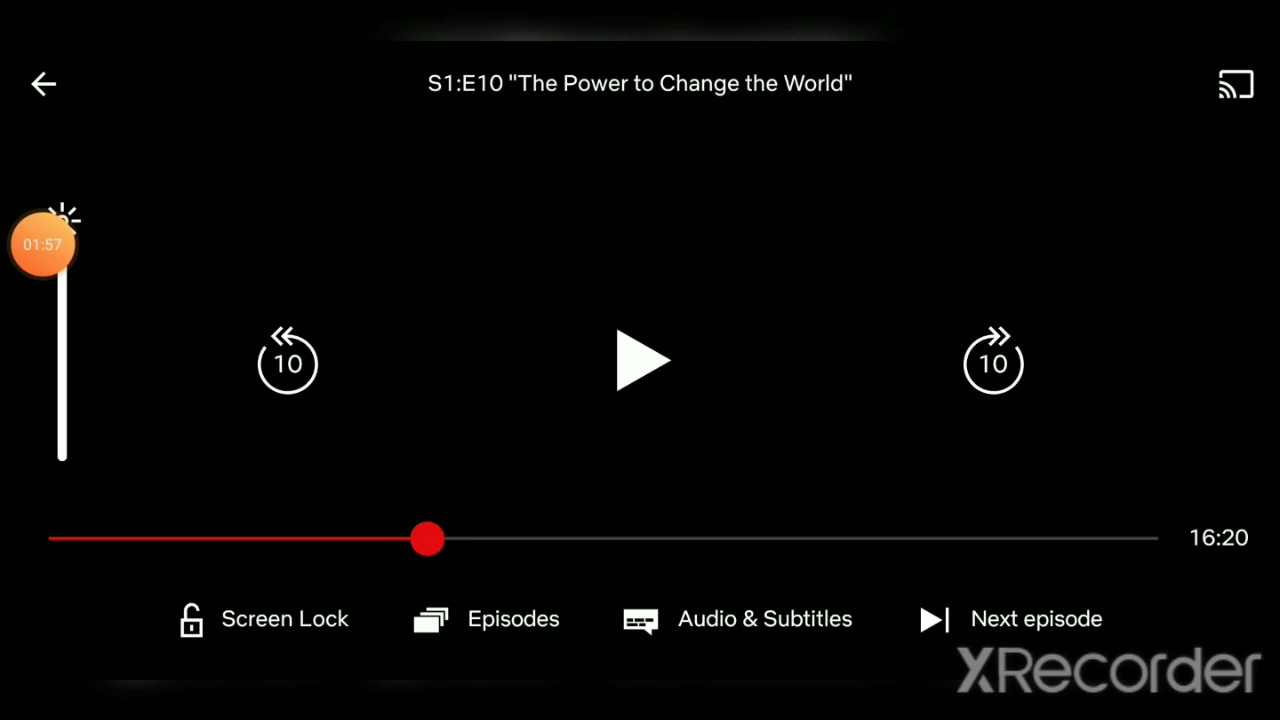 S1:E10 "The Power to Change the World"
01:57
10
10
16:20
Screen Lock
Episodes
Audio & Subtitles
Next episode
XRecorder